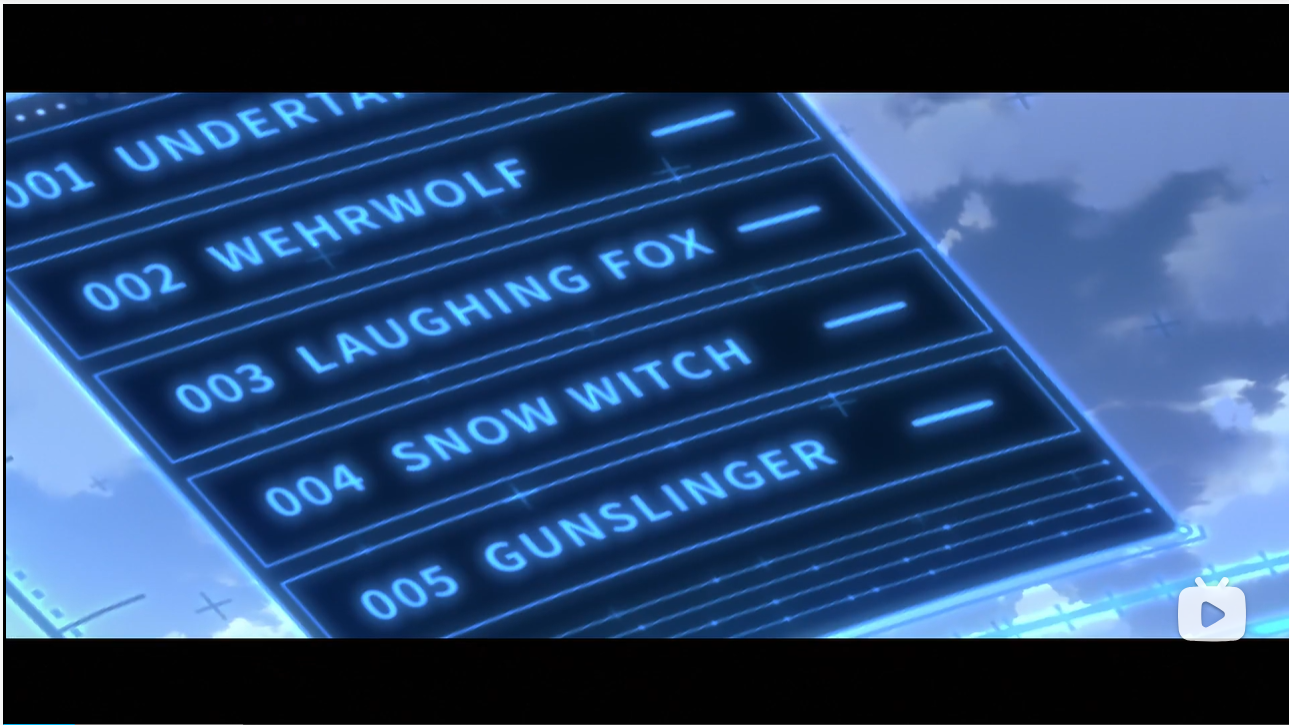 001 UNDERTA
002 WEHRWOLF
003 LAUGHING FOX
004 SNOW WITCH
005 GUNSLINGER